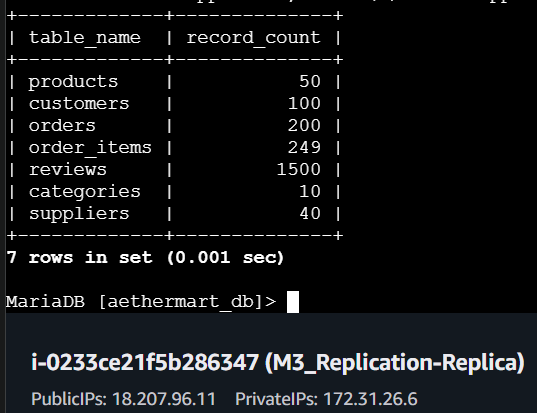 +-------------+--------------+
| table_name  | record_count |
+-------------+--------------+
| products    |           50 |
| customers   |          100 |
| orders      |          200 |
| order_items |          249 |
| reviews     |         1500 |
| categories  |           10 |
| suppliers   |           40 |
+-------------+--------------+
7 rows in set (0.001 sec)
MariaDB [aethermart_db]>
i-0233ce21f5b286347 (M3_Replication-Replica)
PublicIPs: 18.207.96.11 PrivateIPs: 172.31.26.6